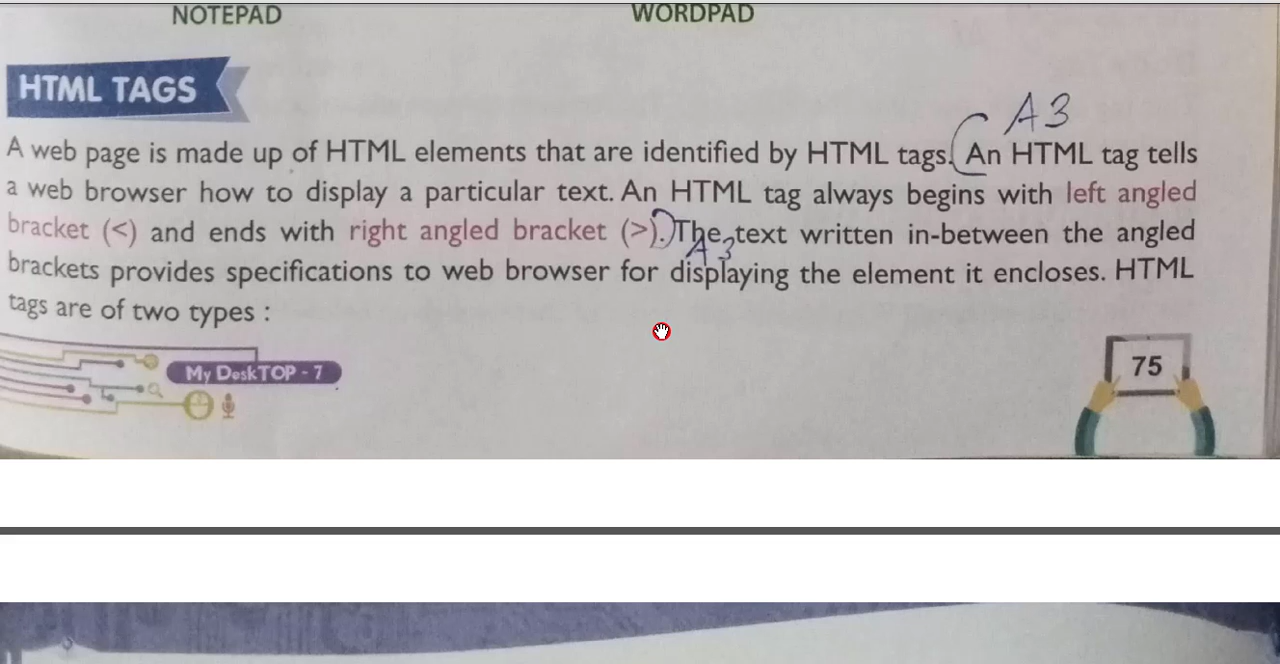 NOTEPAD WORDPAD
HTML TAGS
A3
A web page is made up of HTML elements that are identified by HTML tags. An HTML tag tells
a web browser how to display a particular text. An HTML tag always begins with left angled
bracket (<) and ends with right angled bracket (>). The text written in-between the angled
A3
brackets provides specifications to web browser for displaying the element it encloses. HTML
tags are of two types :
My DeskTOP - 7
75